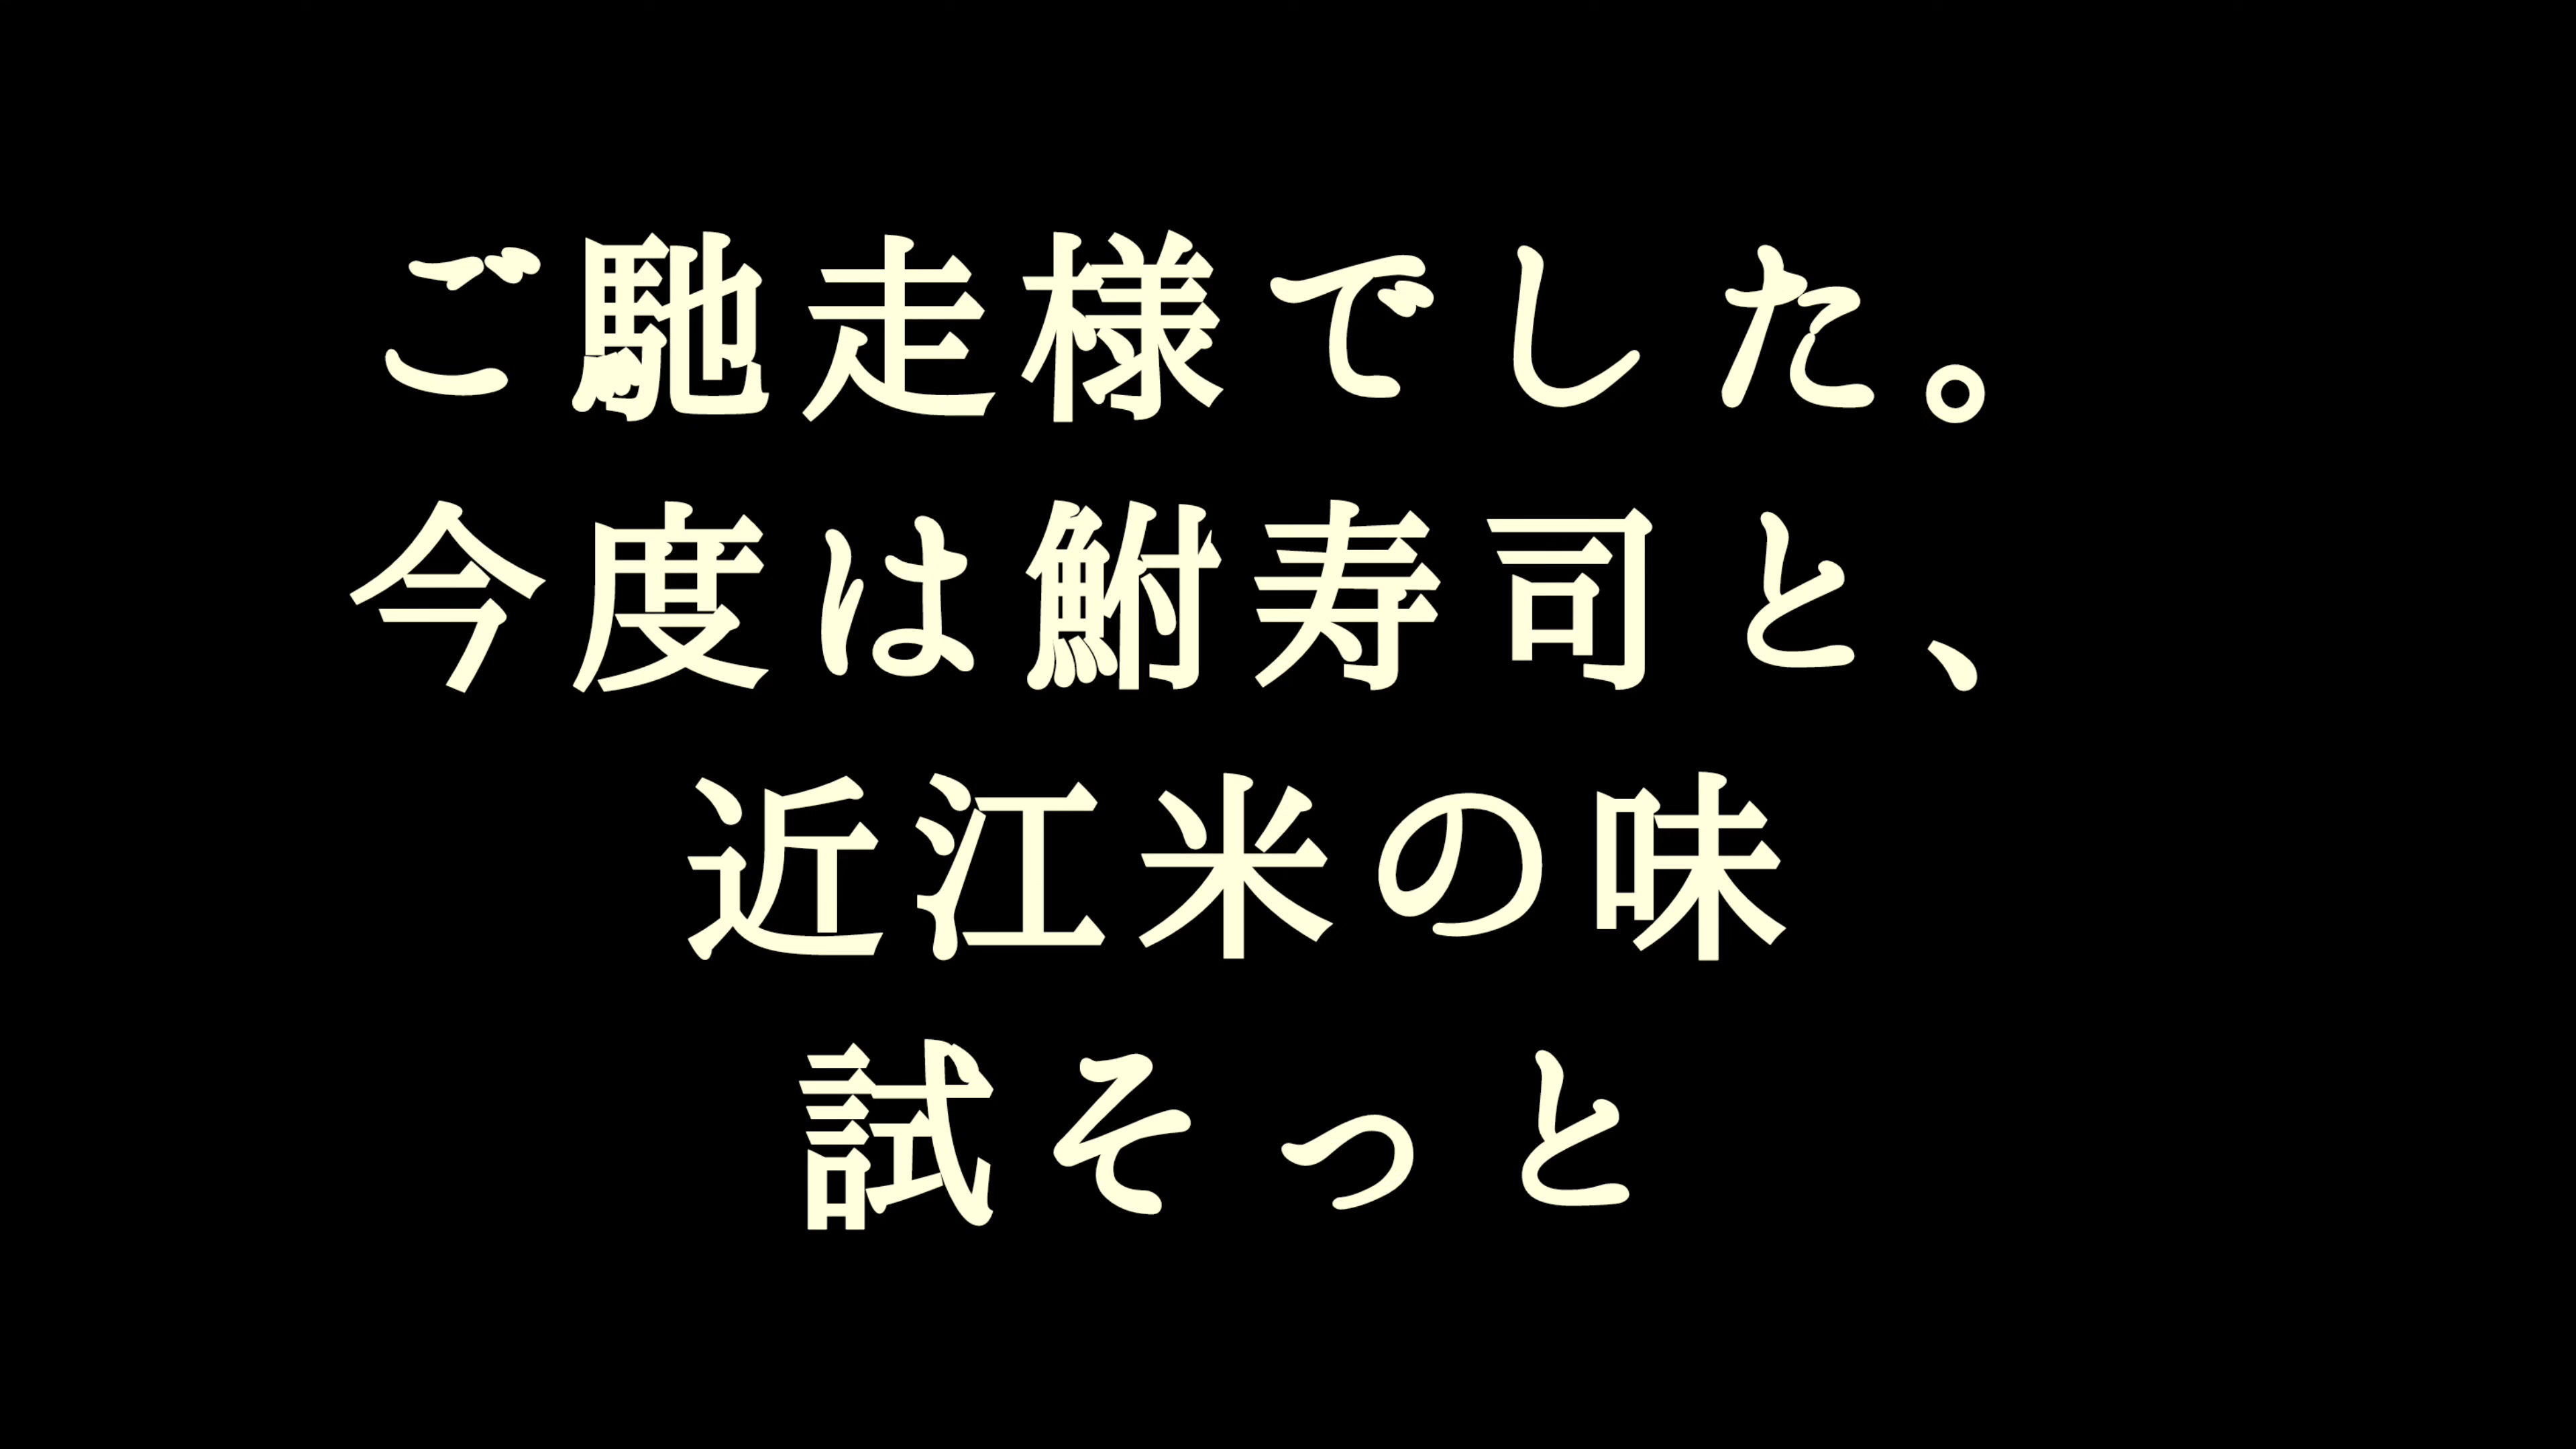 ご馳走様でした。
今度は鮒寿司と、
近江米の味
試そっと